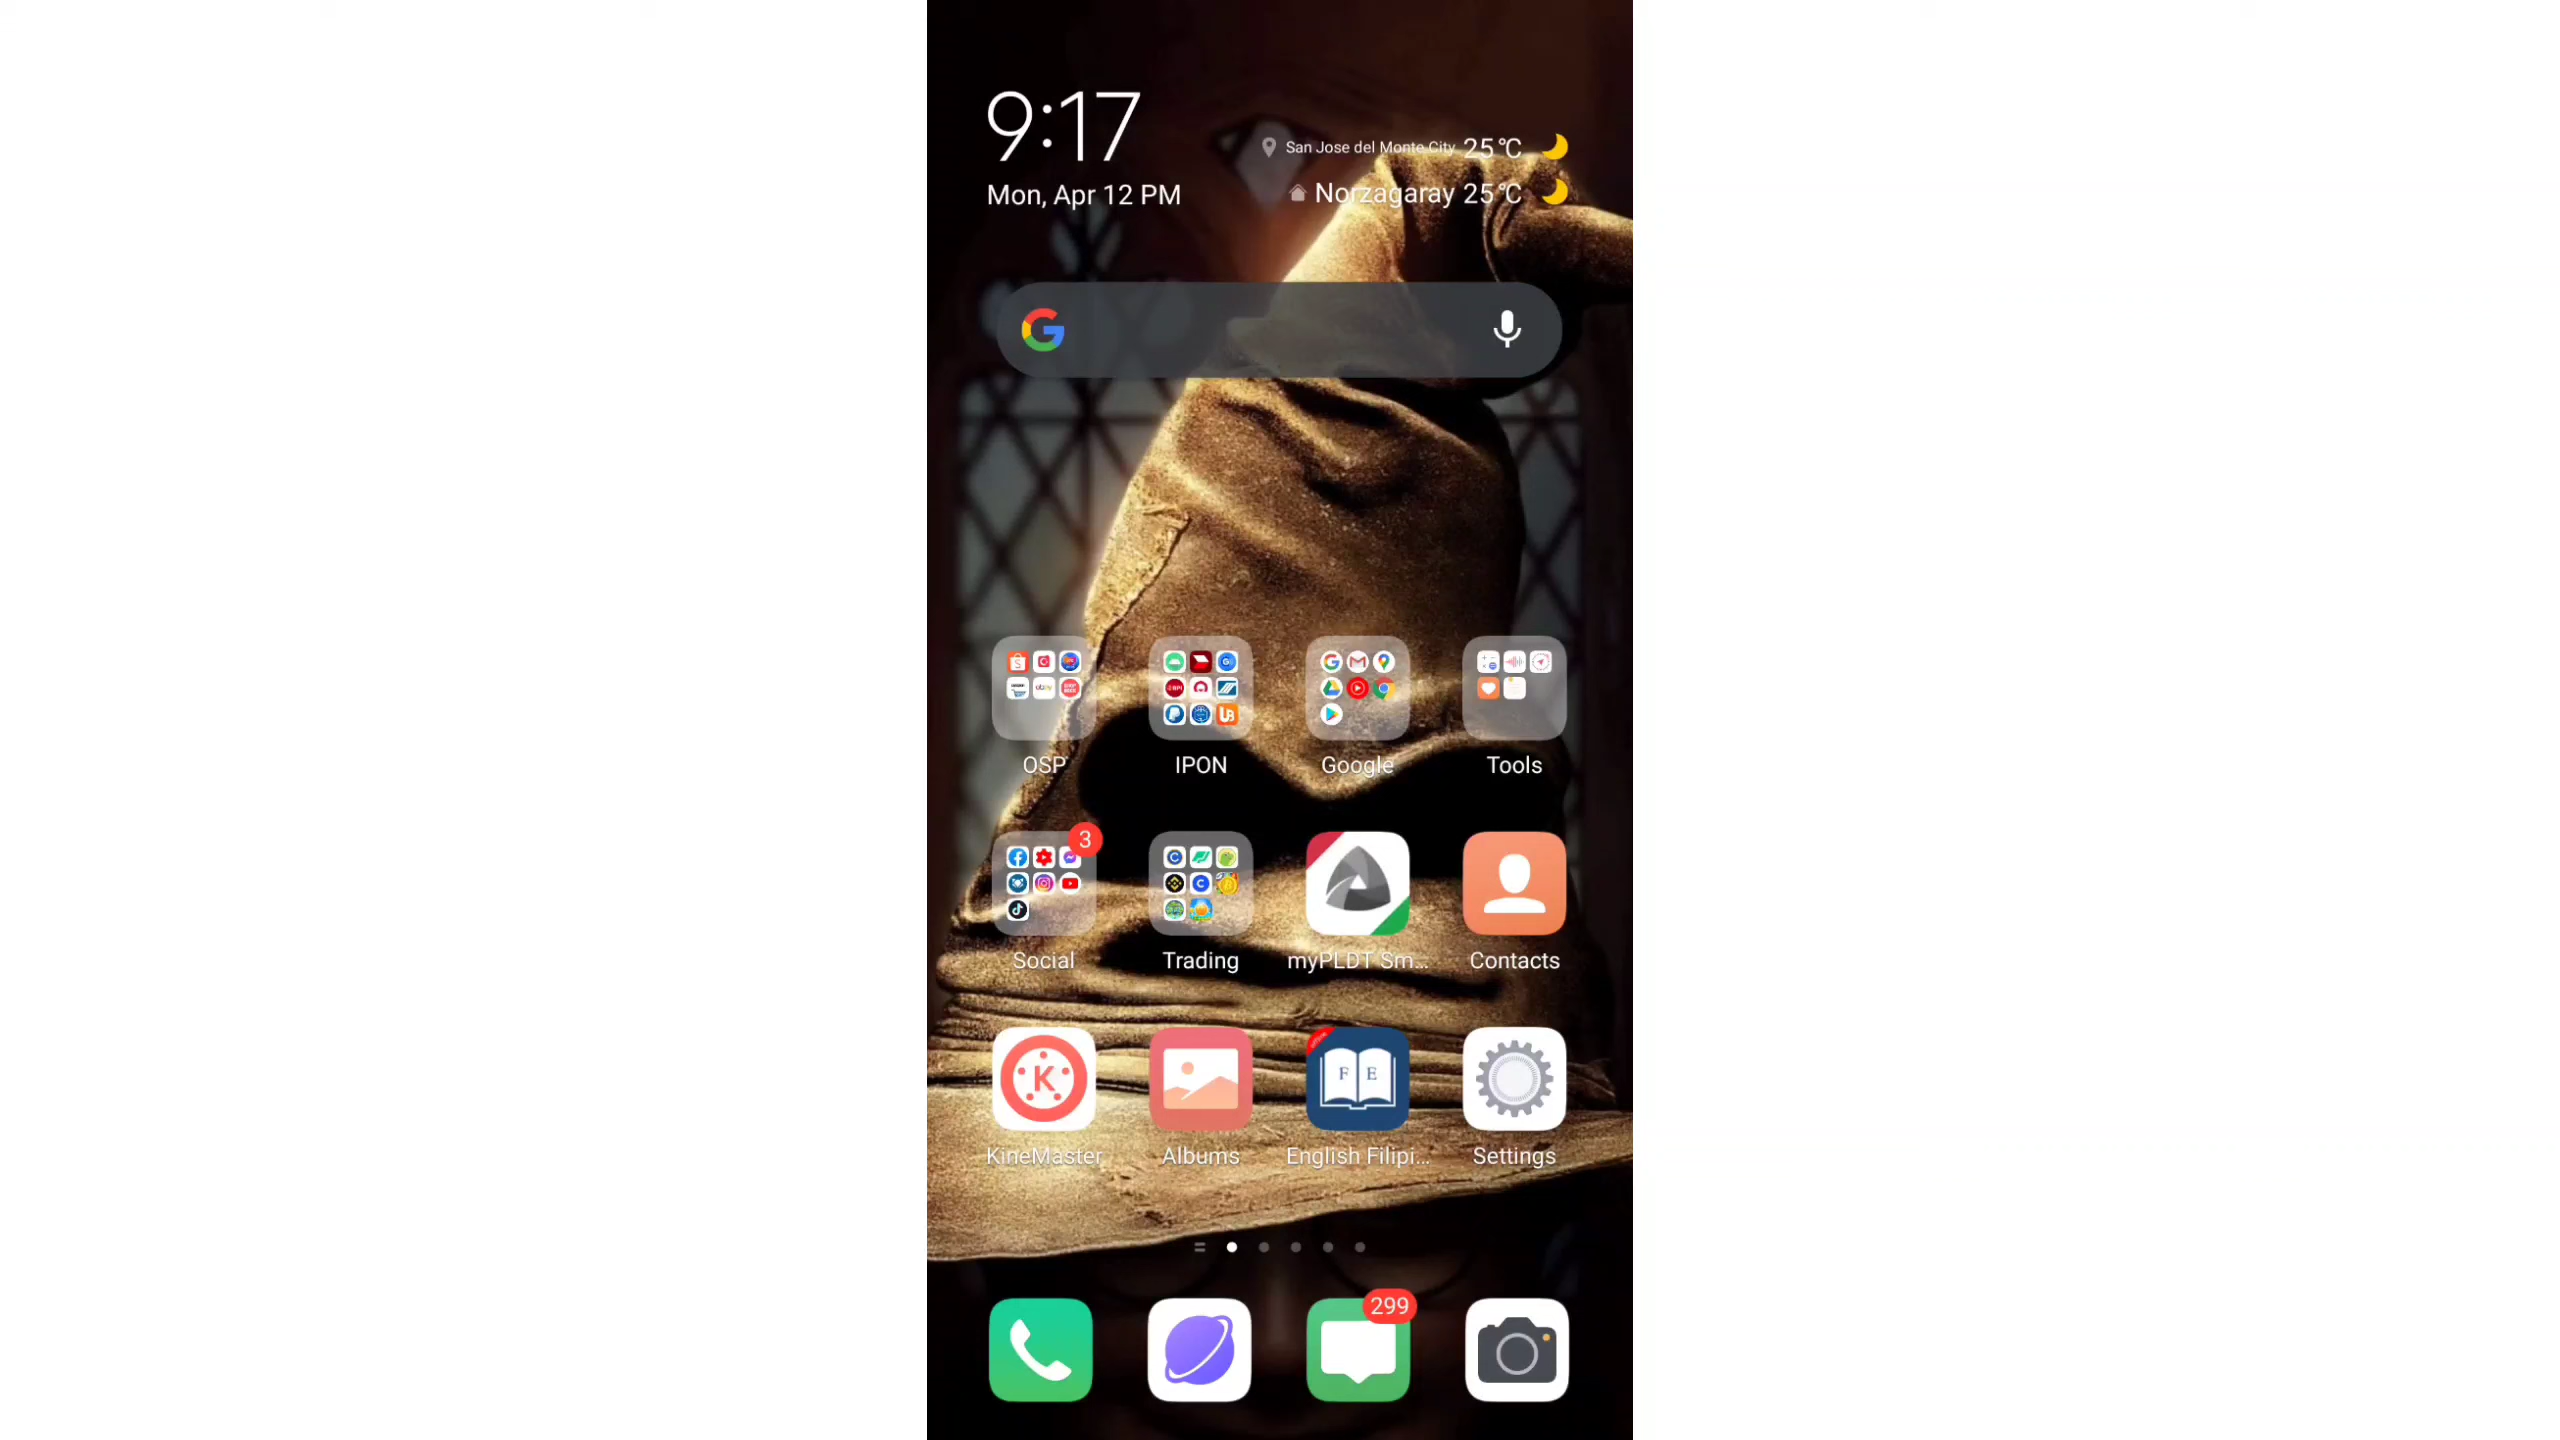 9:17
San Jose del Monte City 25°C
Mon, Apr 12 PM
Norzagaray 25°C
OSP
IPON
Google
Tools
3
Social
Trading
myPLDT Sm...
Contacts
K
F E
KineMaster
Albums
English Filipi...
Settings
299